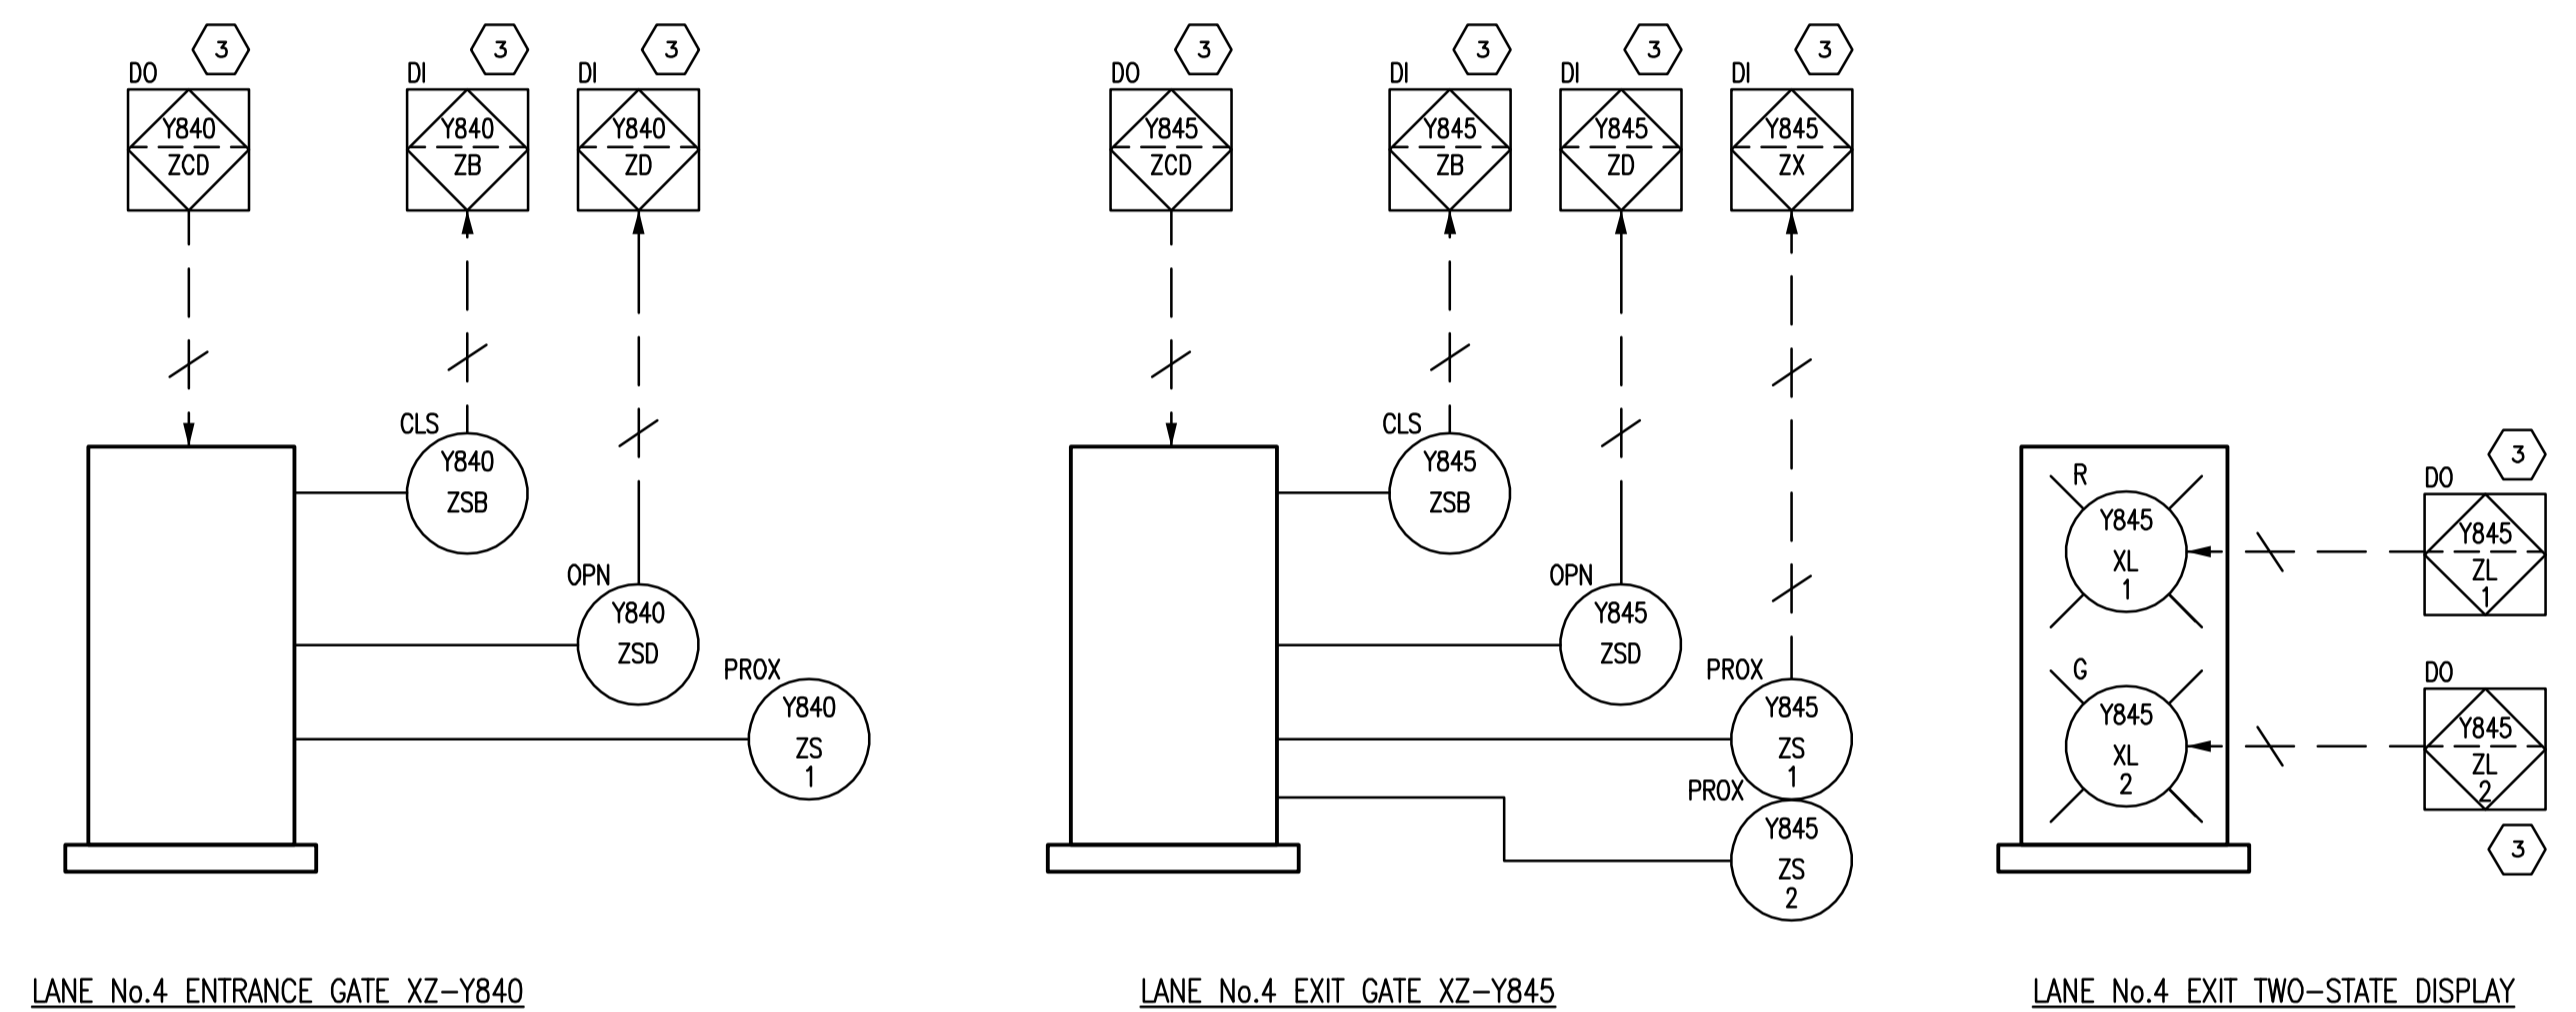 3
DO
Y840
ZCD
3
DI
Y840
ZB
3
DI
Y840
ZD
CLS
Y840
ZSB
OPN
Y840
ZSD
PROX
Y840
ZS
1
LANE No.4 ENTRANCE GATE XZ-Y840
3
DO
Y845
ZCD
3
DI
Y845
ZB
3
DI
Y845
ZD
3
DI
Y845
ZX
CLS
Y845
ZSB
OPN
Y845
ZSD
PROX
Y845
ZS
1
PROX
Y845
ZS
2
LANE No.4 EXIT GATE XZ-Y845
R
Y845
XL
1
3
DO
Y845
ZL
1
G
Y845
XL
2
DO
Y845
ZL
2
3
LANE No.4 EXIT TWO-STATE DISPLAY